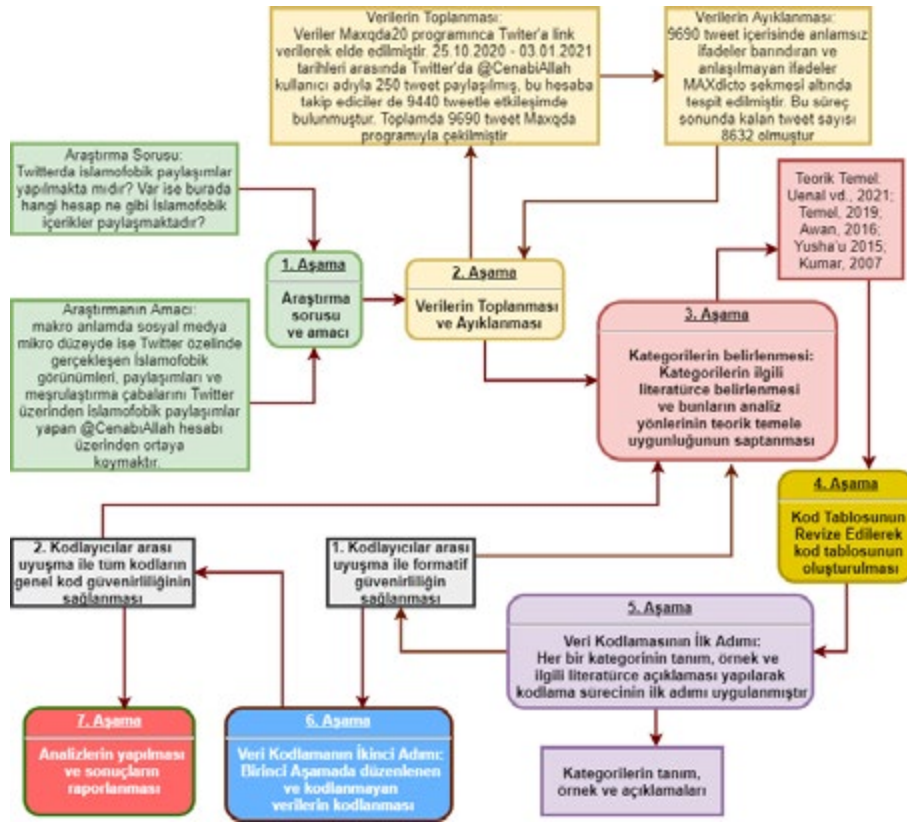 Verilerin Toplanması:
Veriler Maxqda20 programınca Twiter'a link
verilerek elde edilmiştir. 25.10.2020 - 03.01.2021
tarihleri arasında Twitter'da @CenabiAllah
kullanıcı adıyla 250 tweet paylaşılmış, bu hesaba
takip ediciler de 9440 tweetle etkileşimde
bulunmuştur. Toplamda 9690 tweet Maxqda
programıyla çekilmiştir
Verilerin Ayıklanması:
9690 tweet içerisinde anlamsız
ifadeler barındıran ve
anlaşılmayan ifadeler
MAXdicto sekmesi altında
tespit edilmiştir. Bu süreç
sonunda kalan tweet sayısı
8632 olmuştur
Araştırma Sorusu:
Twitterda islamofobik paylaşımlar
yapılmakta mıdır? Var ise burada
hangi hesap ne gibi İslamofobik
içerikler paylaşmaktadır?
Teorik Temel:
Uenal vd., 2021;
Temel, 2019;
Awan, 2016;
Yusha'u 2015;
Kumar, 2007
1. Aşama
Araştırma
sorusu
ve amacı
2. Aşama
Verilerin Toplanması
ve Ayıklanması
Araştırmanın Amacı:
makro anlamda sosyal medya
mikro düzeyde ise Twitter özelinde
gerçekleşen İslamofobik
görünümleri, paylaşımları ve
meşrulaştırma çabalarını Twitter
üzerinden islamofobik paylaşımlar
yapan @CenabıAllah hesabı
üzerinden ortaya
koymaktır.
3. Aşama
Kategorilerin belirlenmesi:
Kategorilerin ilgili
literatürce belirlenmesi
ve bunların analiz
yönlerinin teorik temele
uygunluğunun saptanması
4. Aşama
Kod Tablosunun
Revize Edilerek
kod tablosunun
oluşturulması
2. Kodlayıcılar arası
uyuşma ile tüm kodların
genel kod güvenirliliğinin
sağlanması
1. Kodlayıcılar arası
uyuşma ile formatif
güvenirliliğin
sağlanması
5. Aşama
Veri Kodlamasının İlk Adımı:
Her bir kategorinin tanım, örnek ve
ilgili literatürce açıklaması yapılarak
kodlama sürecinin ilk adımı uygulanmıştır
7. Aşama
Analizlerin yapılması
ve sonuçların
raporlanması
6. Aşama
Veri Kodlamanın İkinci Adımı:
Birinci Aşamada düzenlenen
ve kodlanmayan
verilerin kodlanması
Kategorilerin tanım,
örnek ve açıklamaları